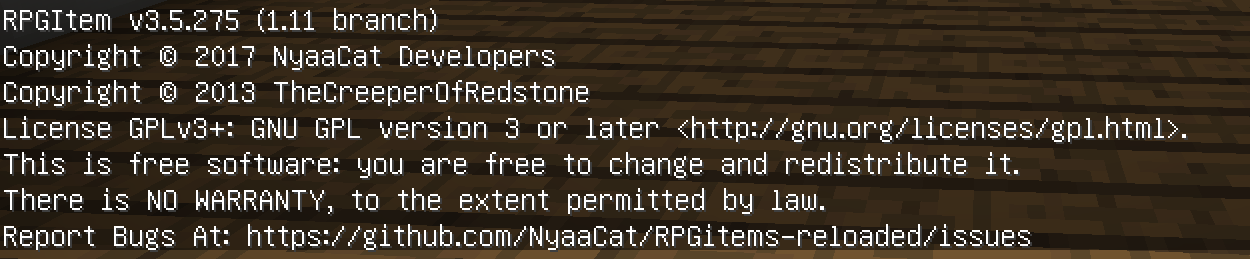 RPGItem v3.5.275 (1.11 branch)
Copyright © 2017 NyaaCat Developers
Copyright © 2013 TheCreeperOfRedstone
License GPLv3+: GNU GPL version 3 or later <http://gnu.org/licenses/gpl.html>.
This is free software: you are free to change and redistribute it.
There is NO WARRANTY, to the extent permitted by law.
Report Bugs At: https://github.com/NyaaCat/RPGitems-reloaded/issues